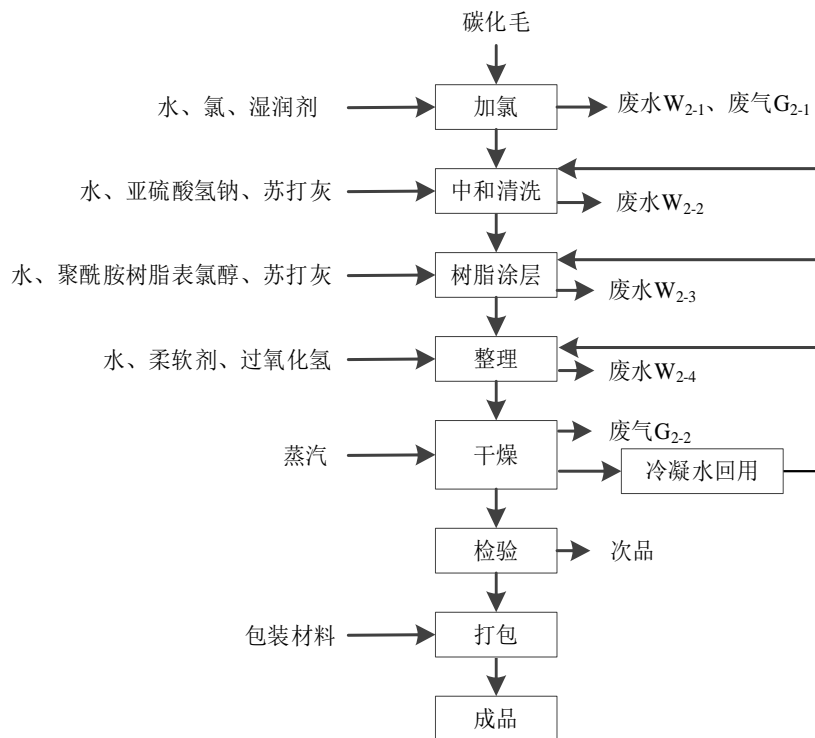 碳化毛
水、氯、湿润剂
加氯
废水W2-1、废气G2-1
水、亚硫酸氢钠、苏打灰
中和清洗
废水W2-2
水、聚酰胺树脂表氯醇、苏打灰
树脂涂层
废水W2-3
水、柔软剂、过氧化氢
整理
废水W2-4
废气G2-2
蒸汽
干燥
冷凝水回用
检验
次品
包装材料
打包
成品